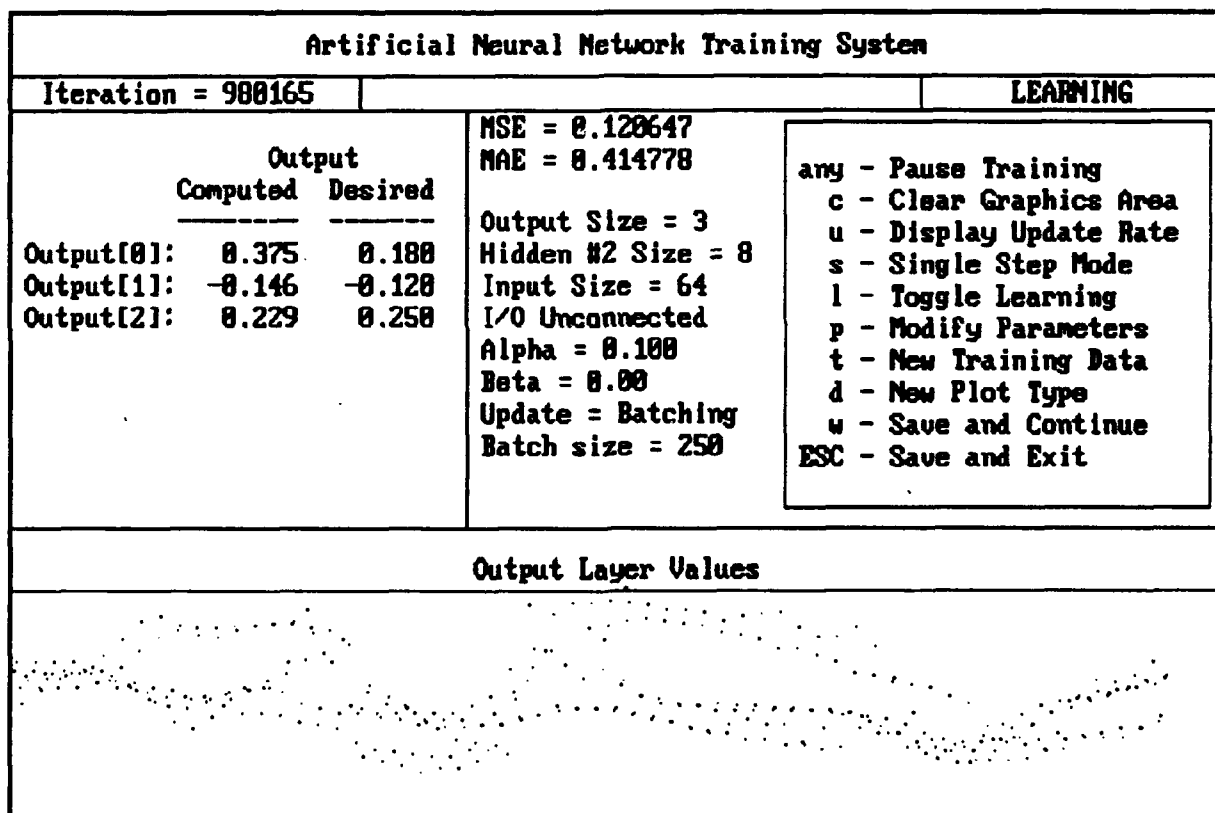 Artificial Neural Network Training System
Iteration = 980165
LEARNING
Output
Computed Desired
Output[0]: 0.375 0.180
Output[1]: -0.146 -0.120
Output[2]: 0.229 0.250
MSE = 0.120647
MAE = 0.414778
Output Size = 3
Hidden #2 Size = 8
Input Size = 64
I/O Unconnected
Alpha = 0.100
Beta = 0.00
Update = Batching
Batch size = 250
any - Pause Training
c - Clear Graphics Area
u - Display Update Rate
s - Single Step Mode
l - Toggle Learning
p - Modify Parameters
t - New Training Data
d - New Plot Type
w - Save and Continue
ESC - Save and Exit
Output Layer Values